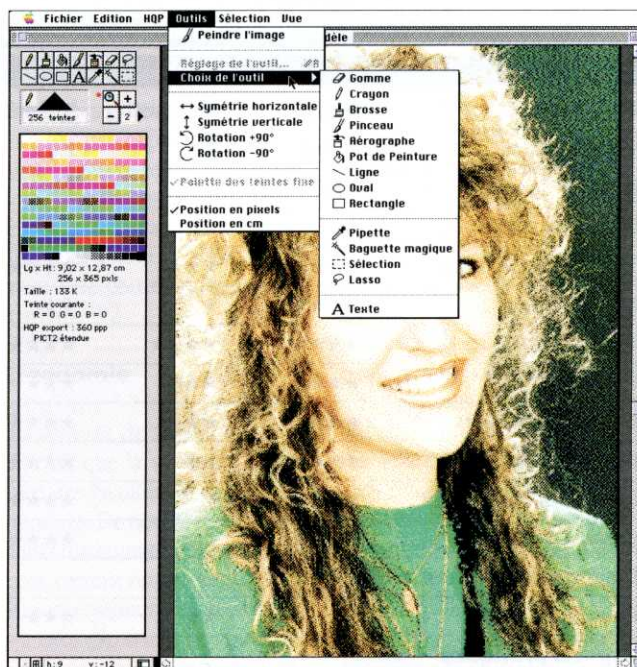 Fichier Edition HQP Outils Sélection Vue
dèle
Peindre l'image
Réglage de l'outil... ⌘R
Choix de l'outil
Symétrie horizontale
Symétrie verticale
Rotation +90°
Rotation -90°
Palette des teintes fixe
Position en pixels
Position en cm
Gomme
Crayon
Brosse
Pinceau
Aérographe
Pot de Peinture
Ligne
Oval
Rectangle
Pipette
Baguette magique
Sélection
Lasso
A Texte
A
256 teintes
2
Lg x Ht : 9,02 x 12,87 cm
256 x 365 pxls
Taille : 133 K
Teinte courante :
R = 0 G = 0 B = 0
HQP export : 360 ppp
PICT2 étendue
h:9 v:-12